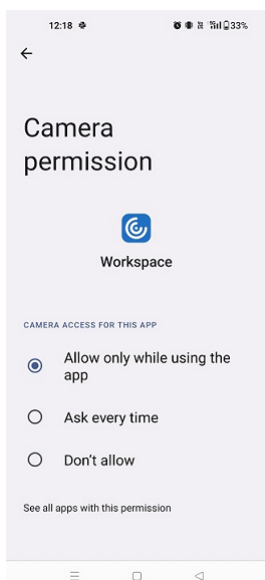 12:18 33%
Camera
permission
Workspace
CAMERA ACCESS FOR THIS APP
Allow only while using the
app
Ask every time
Don't allow
See all apps with this permission